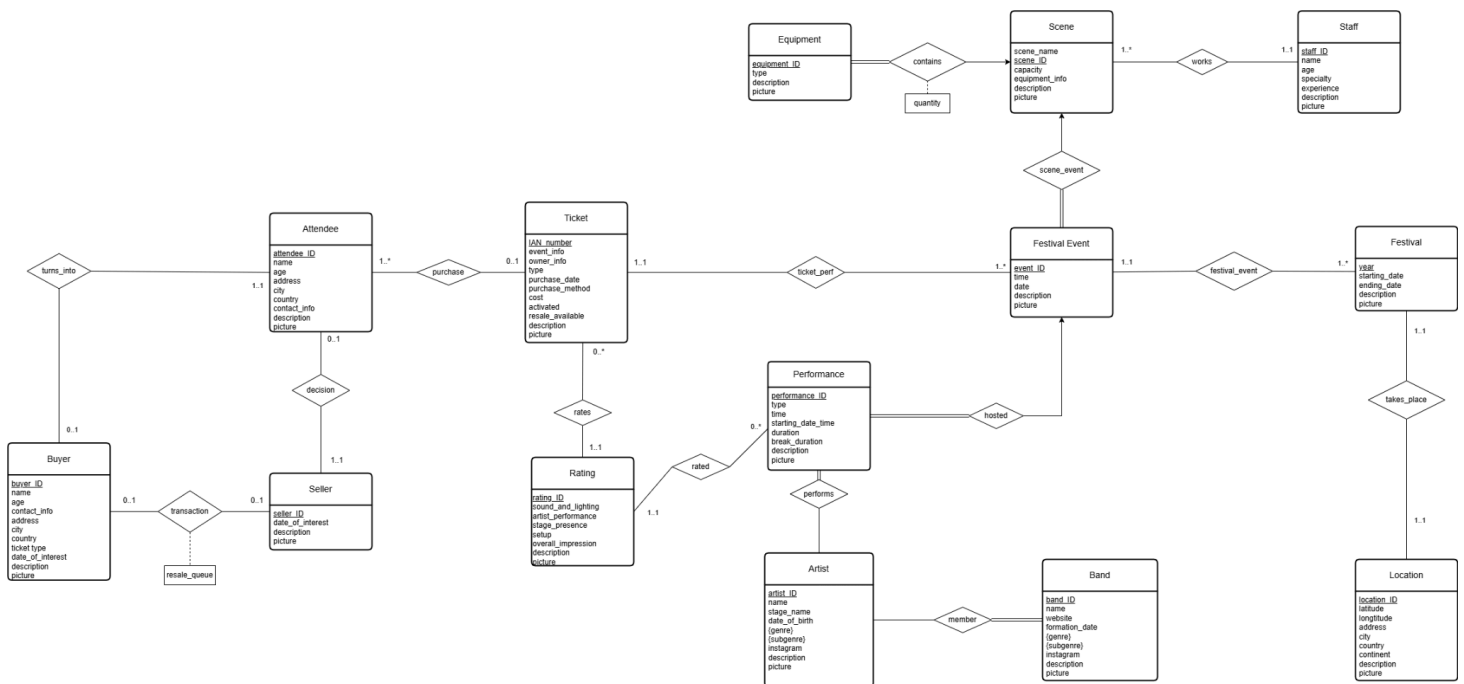 Equipment
equipment_ID
type
description
picture
contains
quantity
Scene
scene_name
scene_ID
capacity
equipment_info
description
picture
1..*
works
1..1
Staff
staff_ID
name
age
specialty
experience
description
picture
scene_event
Attendee
attendee_ID
name
age
address
city
country
contact_info
description
picture
turns_into
1..1
0..1
1..*
purchase
0..1
Ticket
IAN_number
event_info
owner_info
type
purchase_date
purchase_method
cost
activated
resale_available
description
picture
1..1
ticket_perf
1..*
Festival Event
event_ID
time
date
description
picture
1..1
festival_event
1..*
Festival
year
starting_date
ending_date
description
picture
1..1
takes_place
1..1
0..1
decision
1..1
0..*
rates
1..1
Performance
performance_ID
type
time
starting_date_time
duration
break_duration
description
picture
hosted
0..*
rated
1..1
performs
Buyer
buyer_ID
name
age
contact_info
address
city
country
ticket type
date_of_interest
description
picture
0..1
transaction
0..1
resale_queue
Seller
seller_ID
date_of_interest
description
picture
Rating
rating_ID
sound_and_lighting
artist_performance
stage_presence
setup
overall_impression
description
picture
Artist
artist_ID
name
stage_name
date_of_birth
{genre}
{subgenre}
instagram
description
picture
member
Band
band_ID
name
website
formation_date
{genre}
{subgenre}
instagram
description
picture
Location
location_ID
latitude
longtitude
address
city
country
continent
description
picture